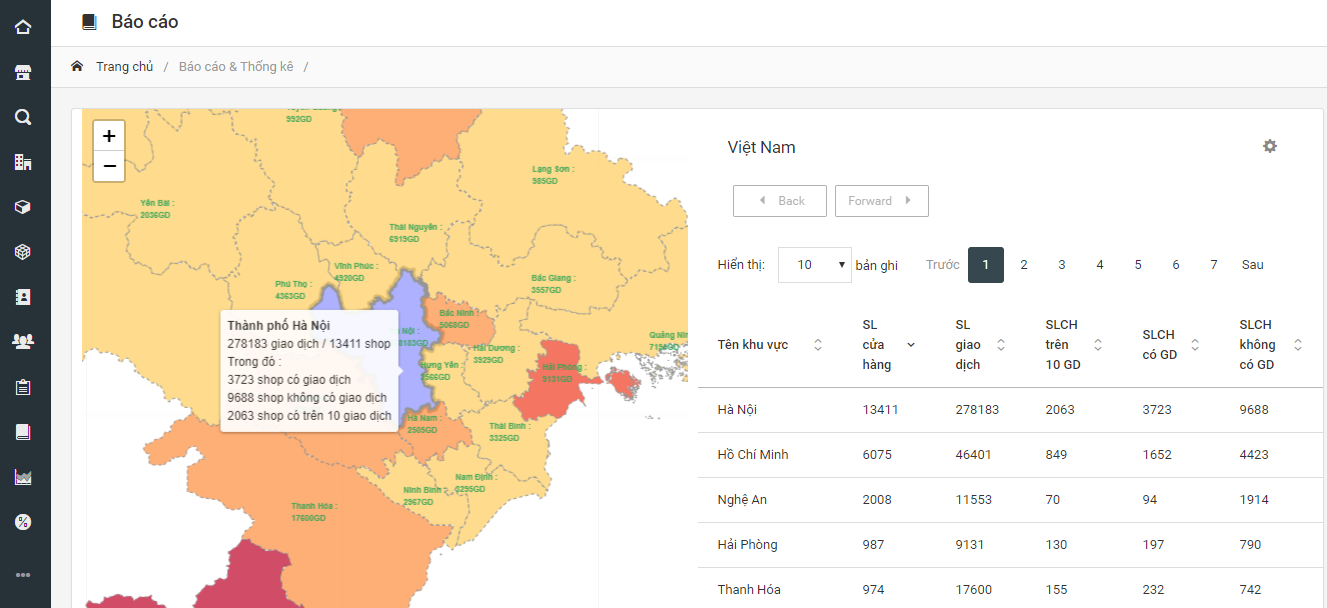 Báo cáo
Trang chủ / Báo cáo & Thống kê /
+
−
992GD
Lạng Sơn :
985GD
Yên Bái :
2036GD
Thái Nguyên :
6919GD
Vĩnh Phúc :
4920GD
Phú Thọ :
4363GD
Bắc Giang :
3557GD
Bắc Ninh :
5068GD
Hải Dương :
3929GD
Hưng Yên :
2566GD
Hải Phòng :
9131GD
Hà Nam :
2505GD
Thái Bình :
3325GD
Nam Định :
Ninh Bình :
2967GD
Thanh Hóa :
17600GD
Thành phố Hà Nội
278183 giao dịch / 13411 shop
Trong đó :
3723 shop có giao dịch
9688 shop không có giao dịch
2063 shop có trên 10 giao dịch
Việt Nam
Back Forward
Hiển thị: 10 bản ghi Trước 1 2 3 4 5 6 7 Sau
Tên khu vực
SL
cửa
hàng
SL
giao
dịch
SLCH
trên
10 GD
SLCH
có GD
SLCH
không
có GD
Hà Nội 13411 278183 2063 3723 9688
Hồ Chí Minh 6075 46401 849 1652 4423
Nghệ An 2008 11553 70 94 1914
Hải Phòng 987 9131 130 197 790
Thanh Hóa 974 17600 155 232 742